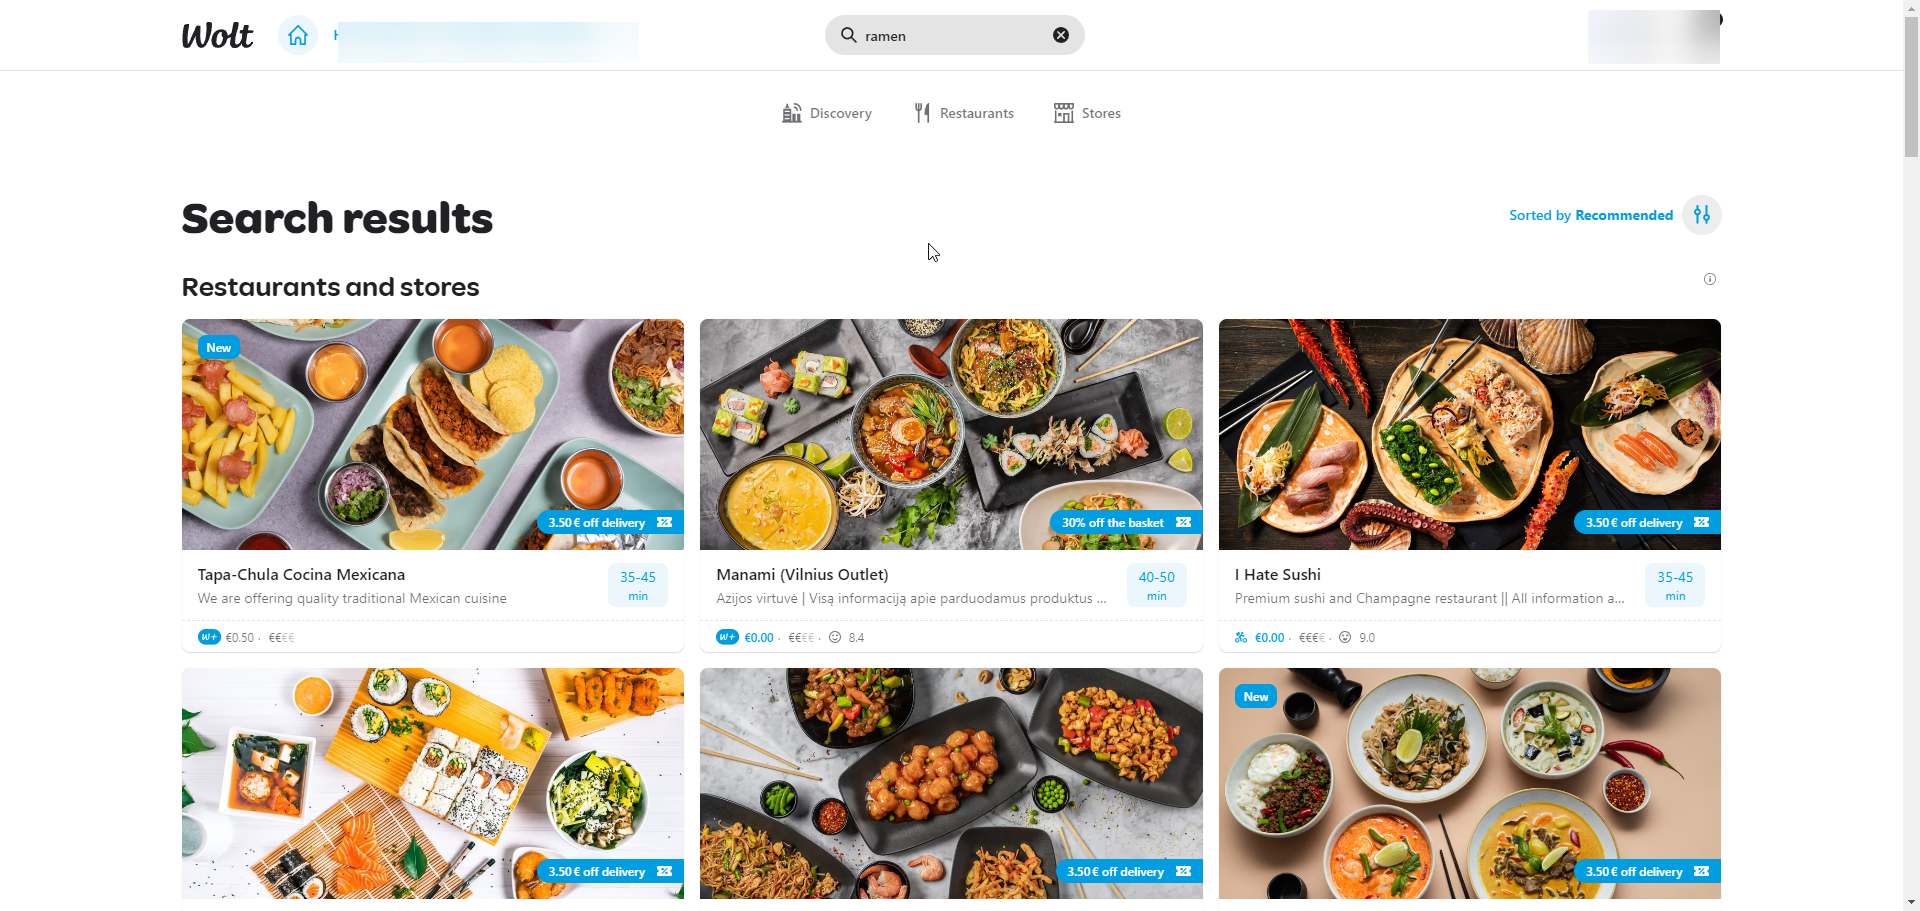 Wolt
ramen
Discovery
Restaurants
Stores
Search results
Sorted by Recommended
Restaurants and stores
New
3.50 € off delivery
30% off the basket
3.50 € off delivery
Tapa-Chula Cocina Mexicana
35-45
min
We are offering quality traditional Mexican cuisine
W+ €0.50 · €€€€
Manami (Vilnius Outlet)
40-50
min
Azijos virtuvė | Visą informaciją apie parduodamus produktus ...
W+ €0.00 · €€€€ · 8.4
I Hate Sushi
35-45
min
Premium sushi and Champagne restaurant || All information a...
€0.00 · €€€€ · 9.0
New
3.50 € off delivery
3.50 € off delivery
3.50 € off delivery